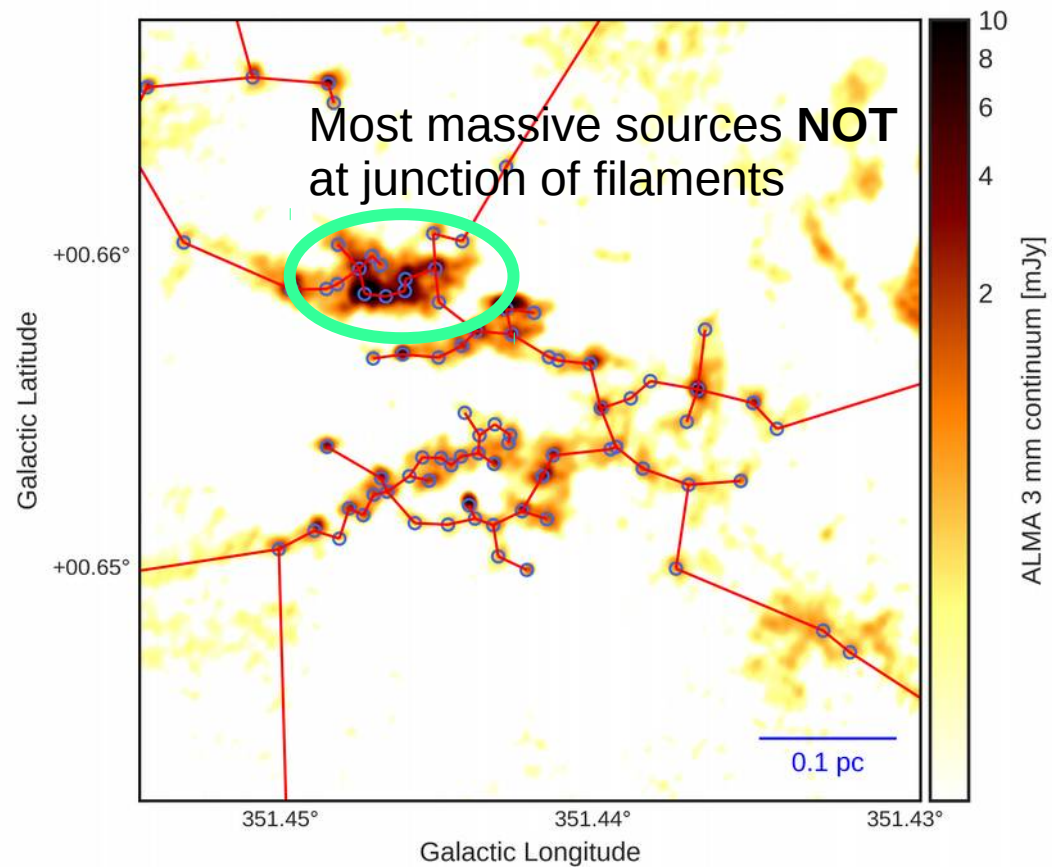 Most massive sources NOT
at junction of filaments
+00.66°
+00.65°
Galactic Latitude
351.45°
351.44°
351.43°
Galactic Longitude
0.1 pc
10
8
6
4
2
ALMA 3 mm continuum [mJy]